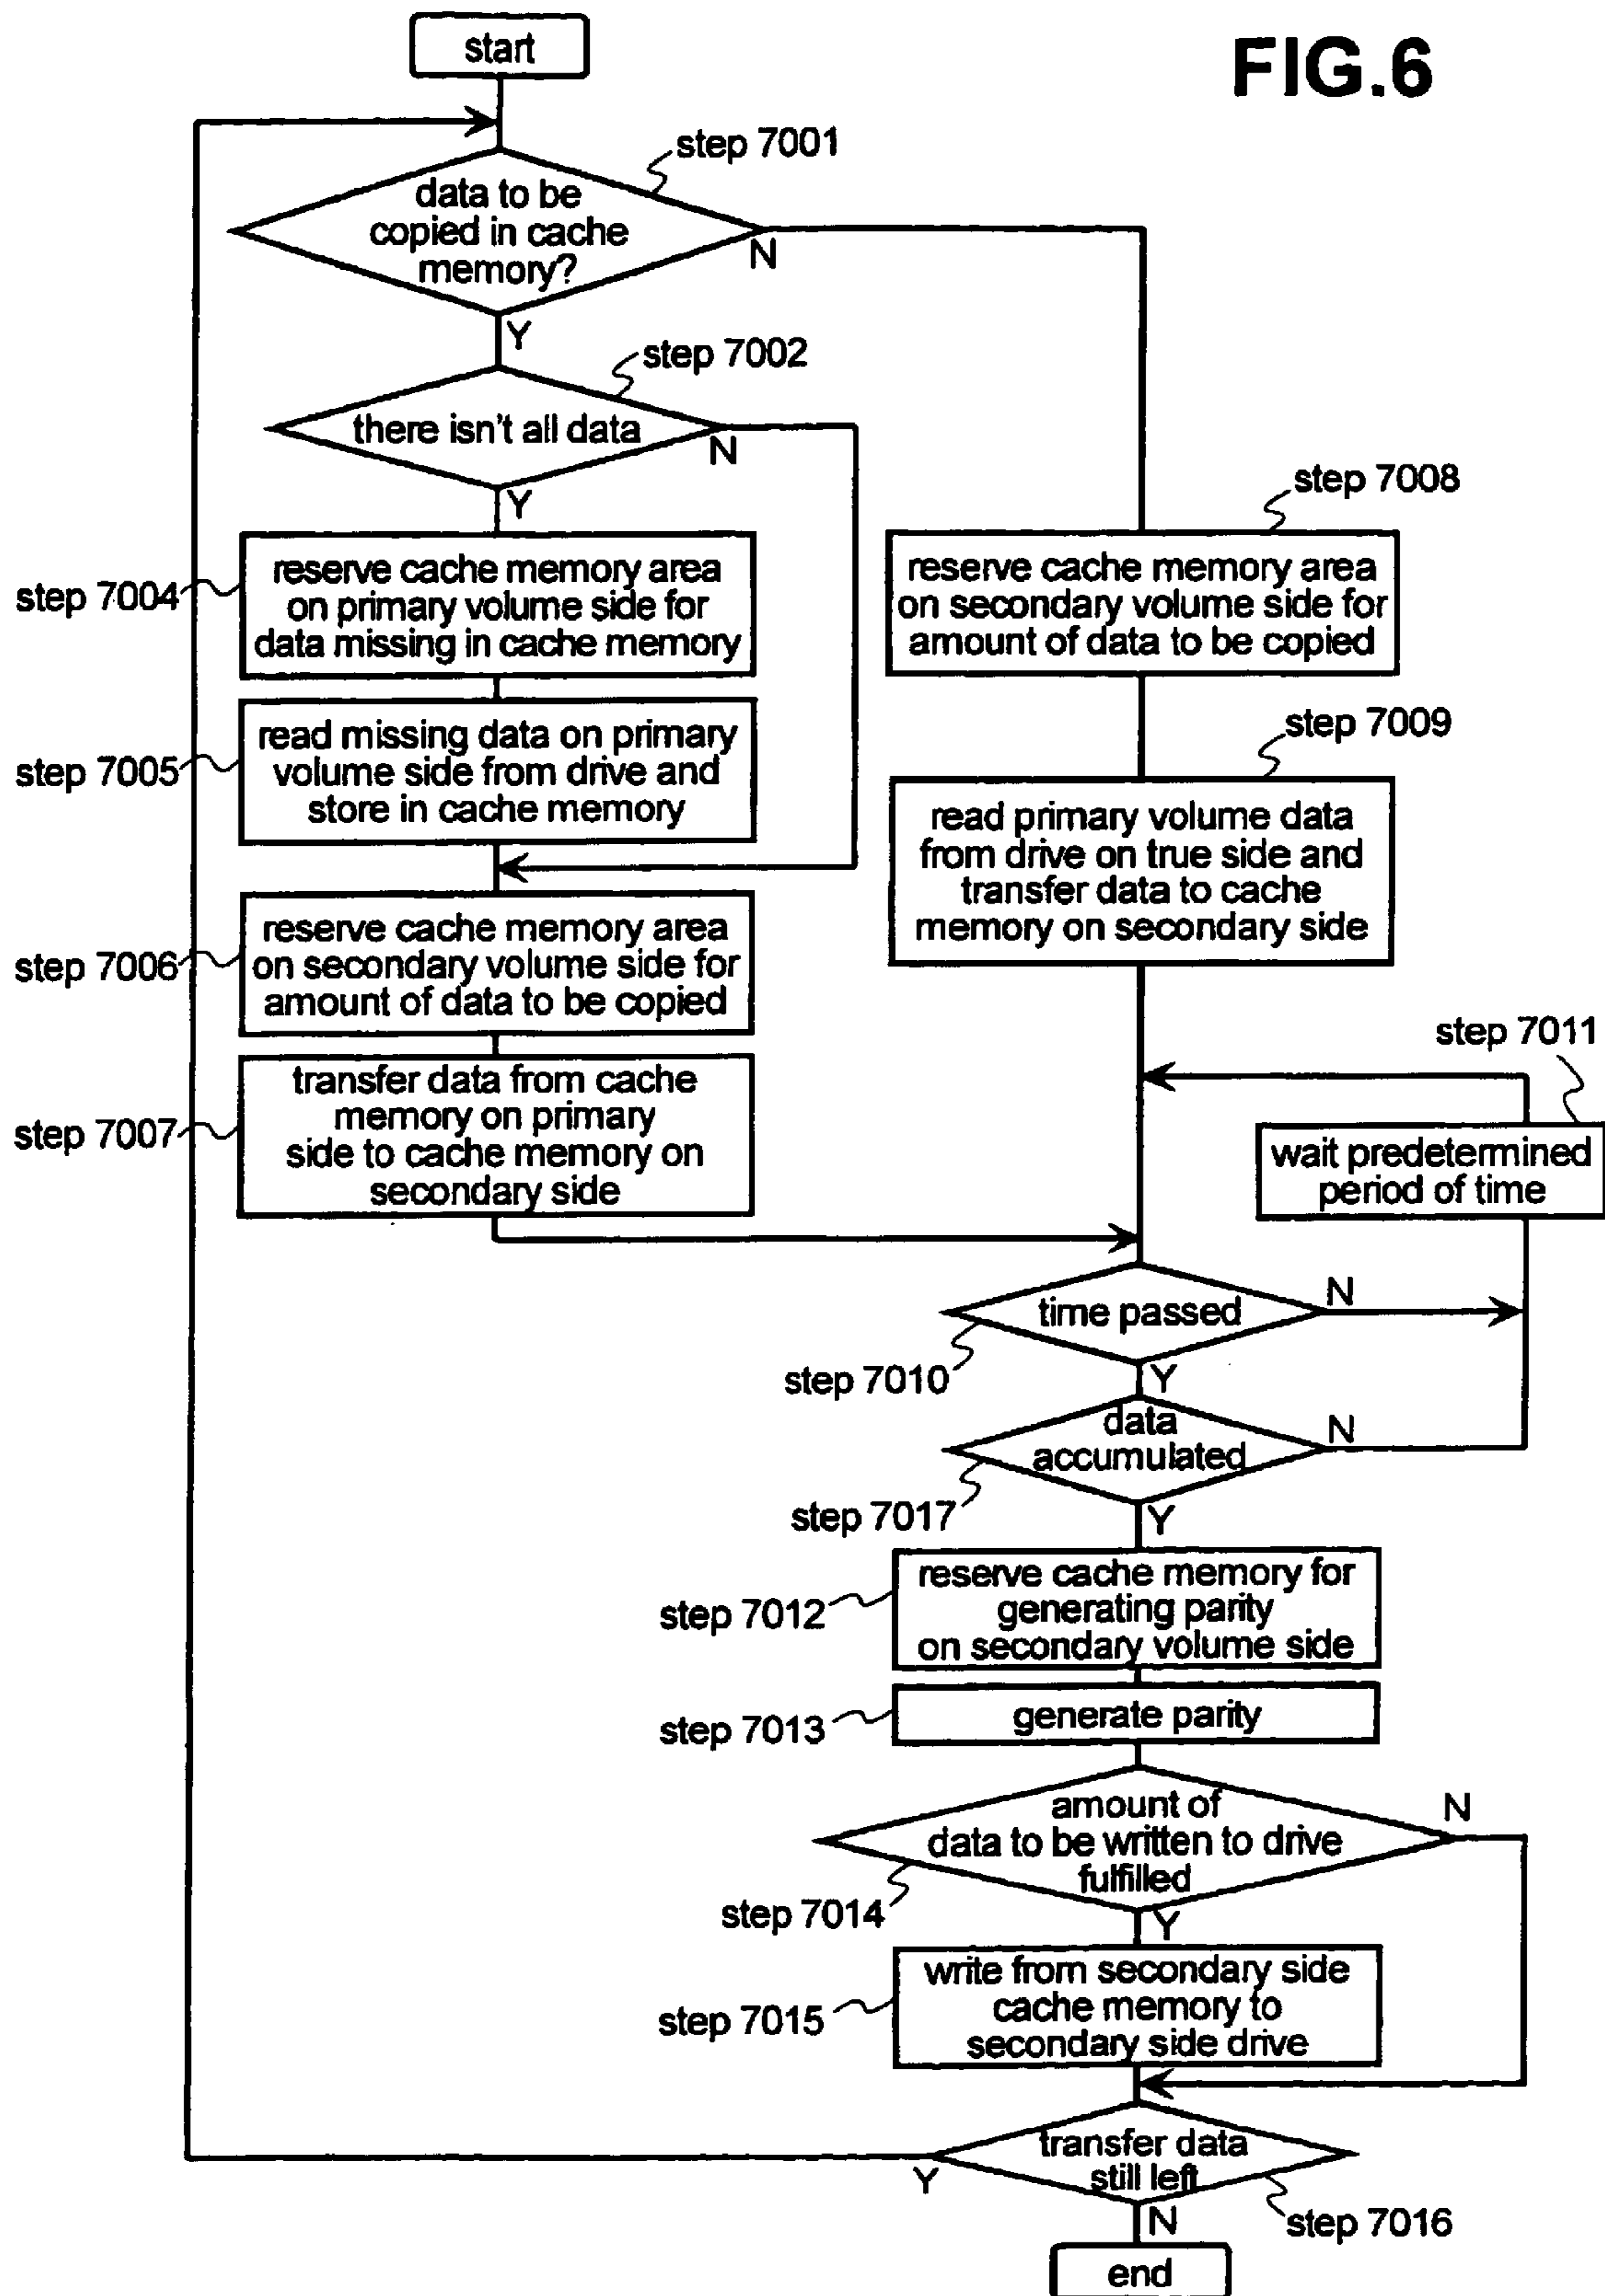 FIG.6
start
step 7001
data to be
copied in cache
memory?
N
Y
step 7002
there isn't all data
N
Y
step 7004
reserve cache memory area
on primary volume side for
data missing in cache memory
step 7005
read missing data on primary
volume side from drive and
store in cache memory
step 7006
reserve cache memory area
on secondary volume side for
amount of data to be copied
step 7007
transfer data from cache
memory on primary
side to cache memory on
secondary side
step 7008
reserve cache memory area
on secondary volume side for
amount of data to be copied
step 7009
read primary volume data
from drive on true side and
transfer data to cache
memory on secondary side
step 7011
wait predetermined
period of time
time passed
N
step 7010
Y
data
accumulated
N
step 7017
Y
step 7012
reserve cache memory for
generating parity
on secondary volume side
step 7013
generate parity
amount of
data to be written to drive
fulfilled
N
step 7014
Y
step 7015
write from secondary side
cache memory to
secondary side drive
transfer data
still left
Y
step 7016
N
end